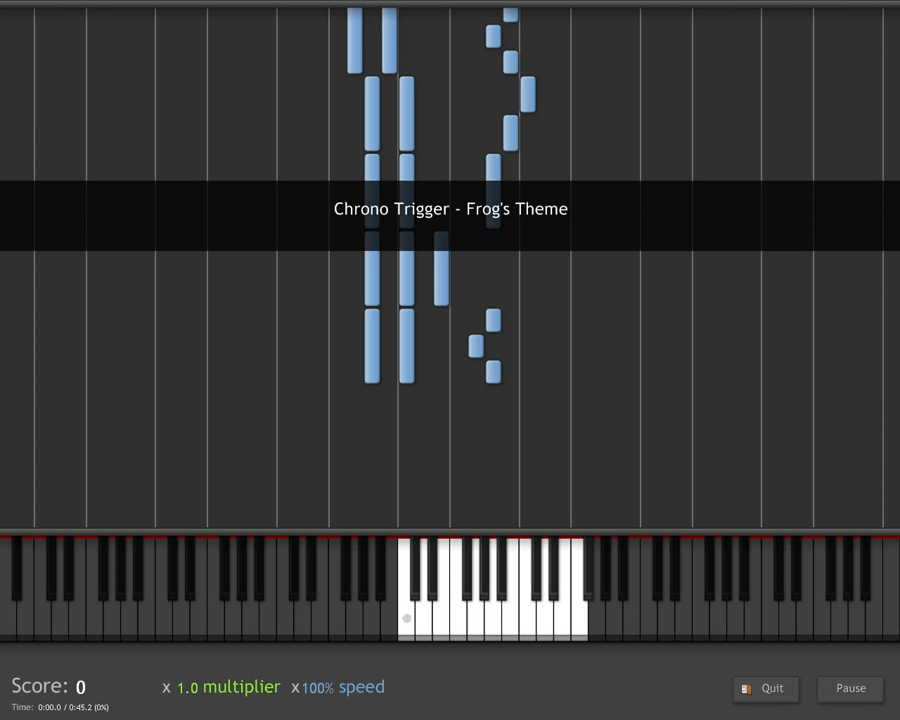 Chrono Trigger - Frog's Theme
Score: 0
x 1.0 multiplier
x100% speed
Time: 0:00.0 / 0:45.2 (0%)
Quit
Pause